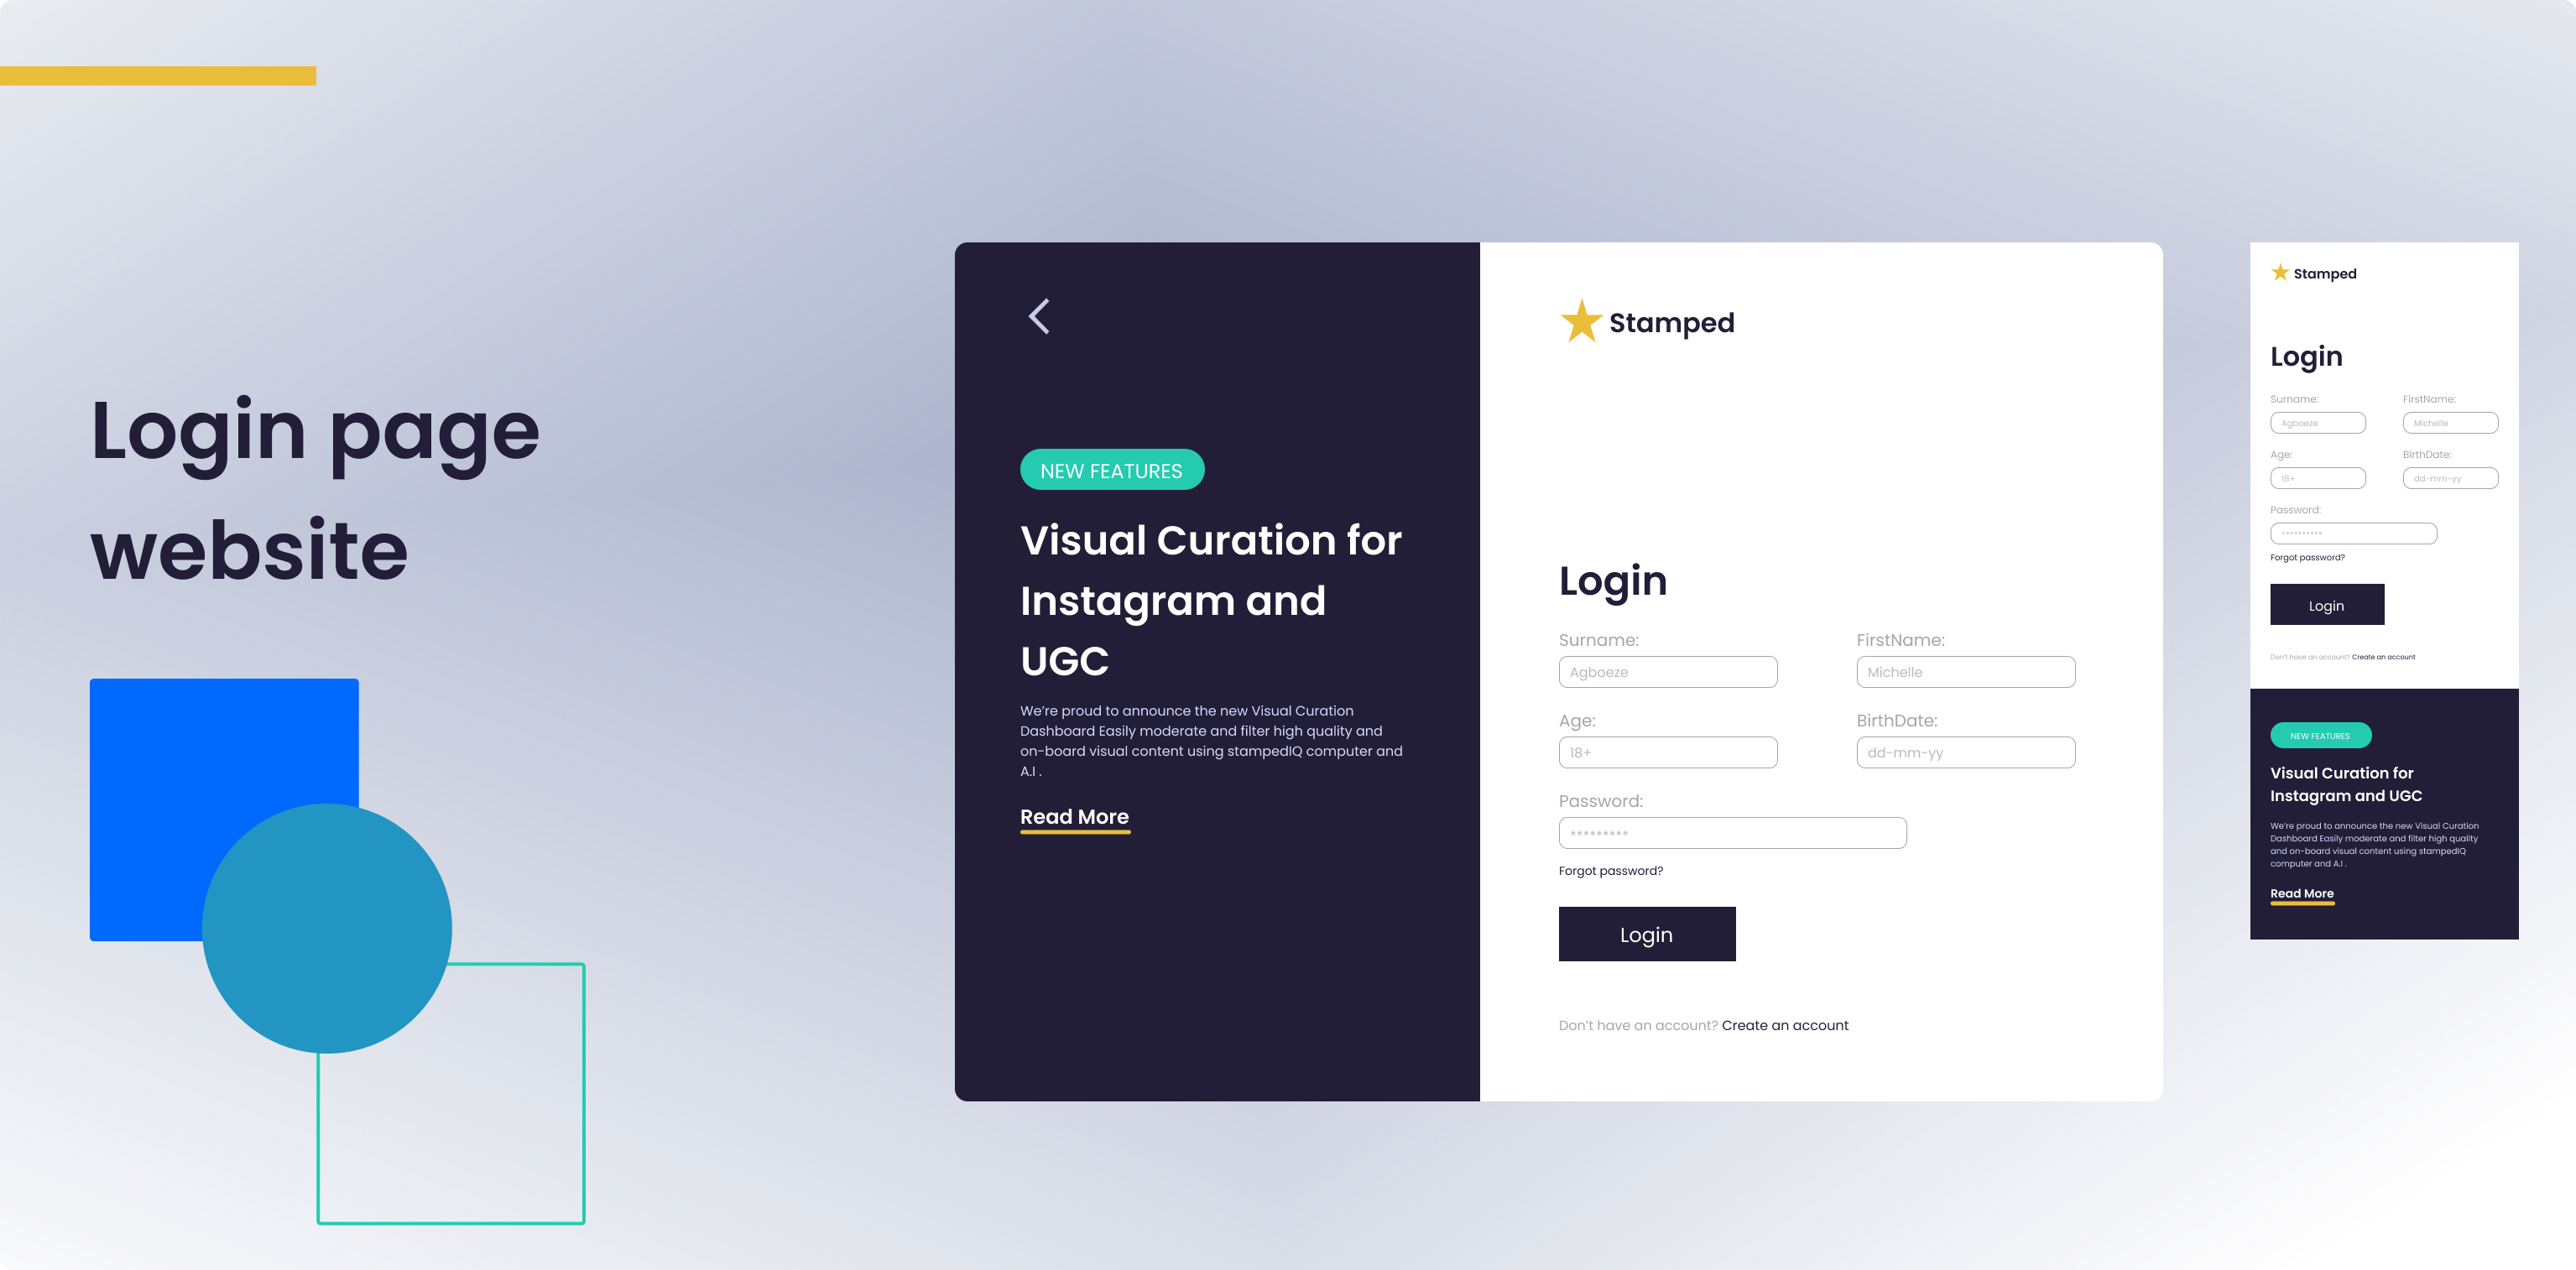 Login page
website
NEW FEATURES
Visual Curation for
Instagram and
UGC
We're proud to announce the new Visual Curation
Dashboard Easily moderate and filter high quality and
on-board visual content using stampedIQ computer and
A.I .
Read More
Stamped
Login
Surname: FirstName:
Agboeze Michelle
Age: BirthDate:
18+ dd-mm-yy
Password:
*********
Forgot password?
Login
Don't have an account? Create an account
Stamped
Login
Surname: FirstName:
Agboeze Michelle
Age: BirthDate:
18+ dd-mm-yy
Password:
**********
Forgot password?
Login
Don't have an account? Create an account
NEW FEATURES
Visual Curation for
Instagram and UGC
We're proud to announce the new Visual Curation
Dashboard Easily moderate and filter high quality
and on-board visual content using stampedIQ
computer and A.I .
Read More